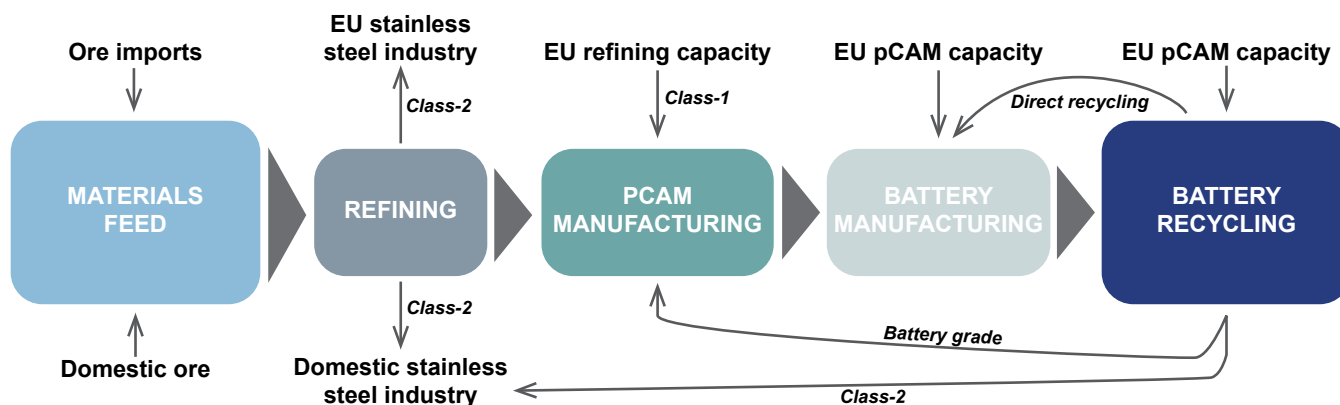 Ore imports
EU stainless
steel industry
EU refining capacity
EU pCAM capacity
EU pCAM capacity
Class-2
Class-1
Direct recycling
MATERIALS
FEED
REFINING
PCAM
MANUFACTURING
BATTERY
MANUFACTURING
BATTERY
RECYCLING
Class-2
Battery grade
Domestic ore
Domestic stainless
steel industry
Class-2